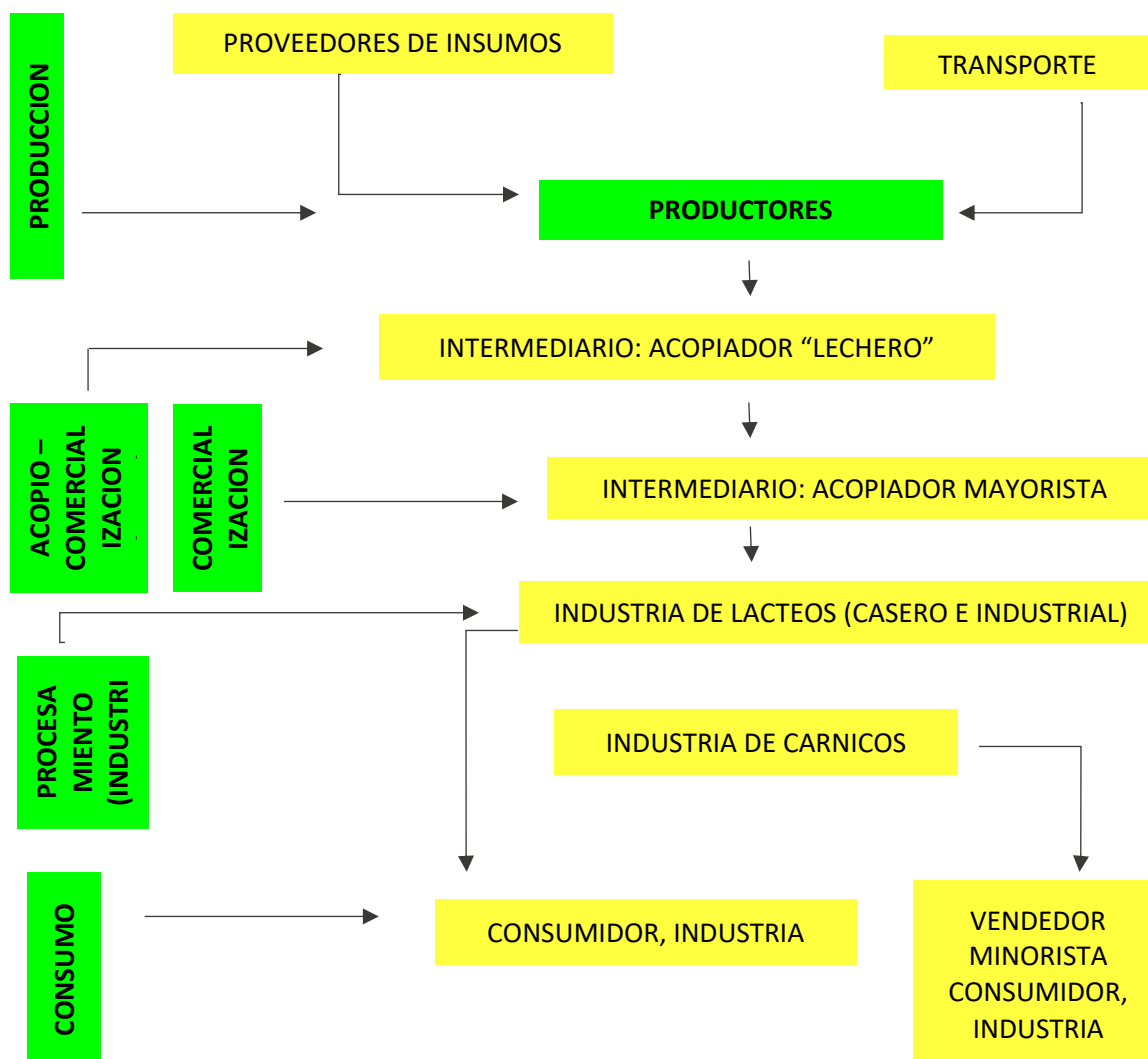 PROVEEDORES DE INSUMOS
TRANSPORTE
PRODUCCION
PRODUCTORES
INTERMEDIARIO: ACOPIADOR “LECHERO”
ACOPIO –
COMERCIAL
IZACION
COMERCIAL
IZACION
INTERMEDIARIO: ACOPIADOR MAYORISTA
INDUSTRIA DE LACTEOS (CASERO E INDUSTRIAL)
PROCESA
MIENTO
(INDUSTRI
INDUSTRIA DE CARNICOS
CONSUMO
CONSUMIDOR, INDUSTRIA
VENDEDOR
MINORISTA
CONSUMIDOR,
INDUSTRIA